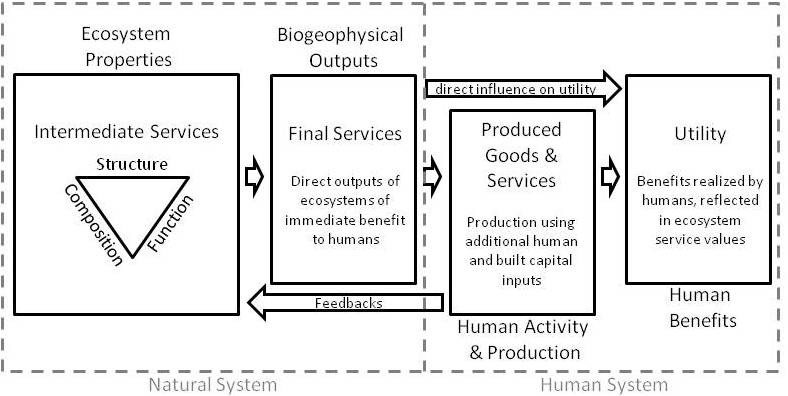 Ecosystem
Properties
Intermediate Services
Structure
Composition
Function
Biogeophysical
Outputs
Final Services
Direct outputs of
ecosystems of
immediate benefit
to humans
direct influence on utility
Produced
Goods &
Services
Production using
additional human
and built capital
inputs
Human Activity
& Production
Utility
Benefits realized by
humans, reflected
in ecosystem
service values
Human
Benefits
Feedbacks
Natural System
Human System